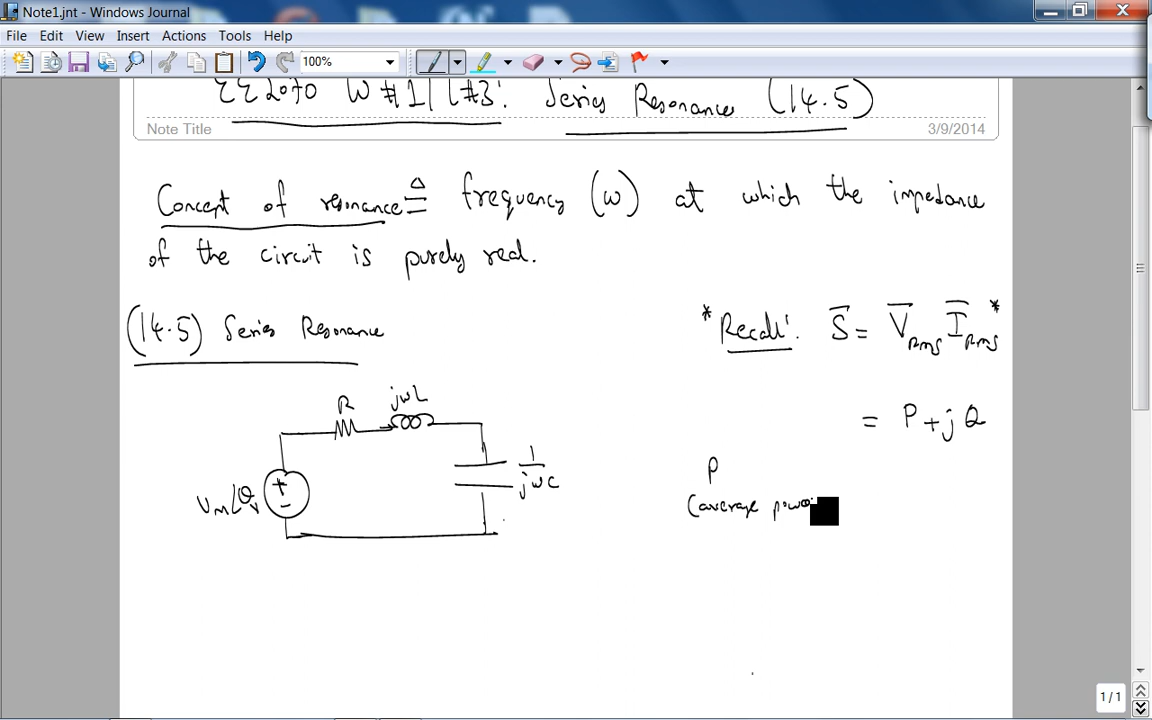 Note1.jnt - Windows Journal
File Edit View Insert Actions Tools Help
100%
EE2070 W#11 L#3: Series Resonance (14.5)
Note Title
3/9/2014
Concept of resonance ≜ frequency (ω) at which the impedance
of the circuit is purely real.
(14.5) Series Resonance
*Recall: S̄ = V̄rms Īrms*
= P + jQ
R
jωL
1/jωC
Vm∠θv
+
-
P
(average power
1 / 1